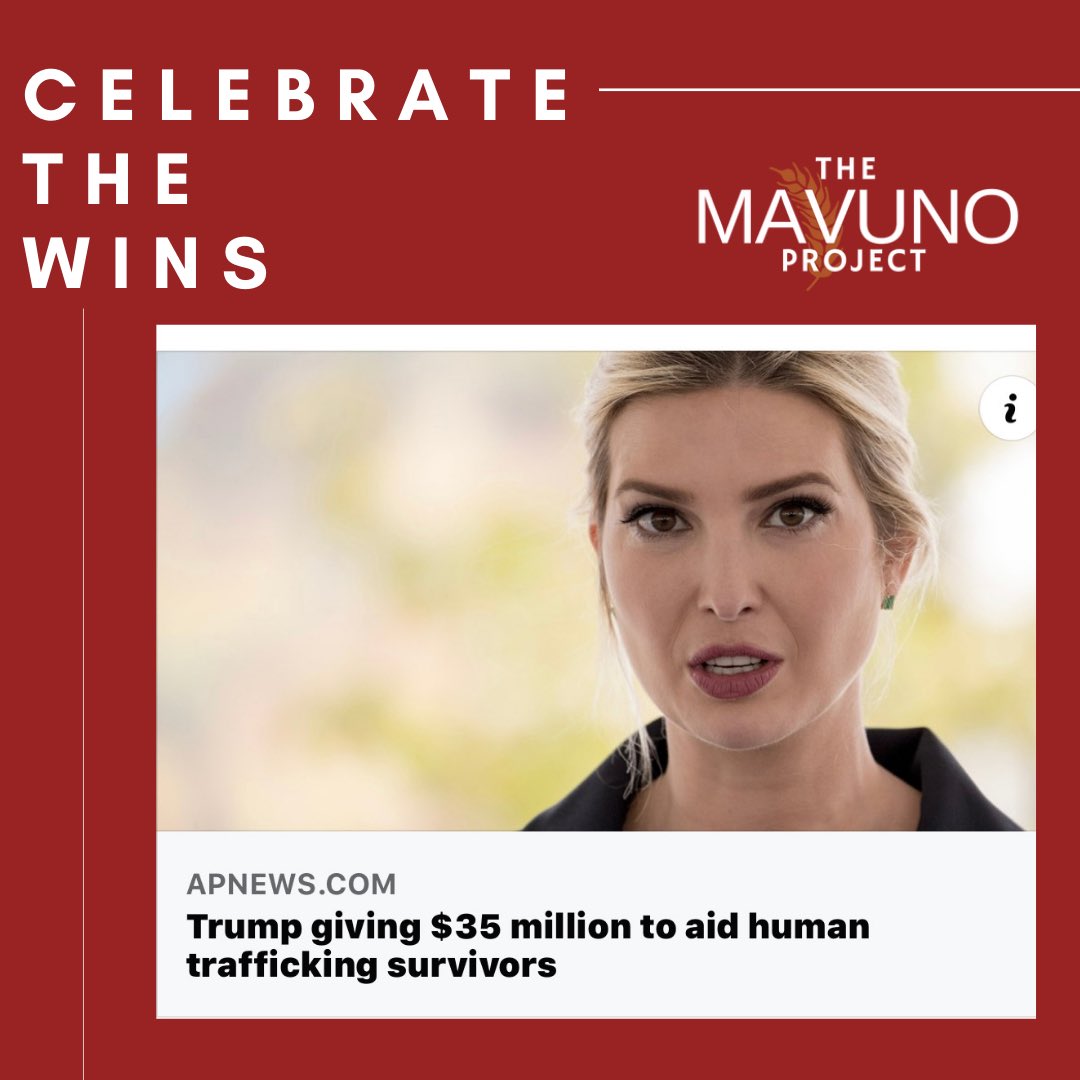 CELEBRATE
THE
WINS
THE
MAVUNO
PROJECT
i
APNEWS.COM
Trump giving $35 million to aid human
trafficking survivors